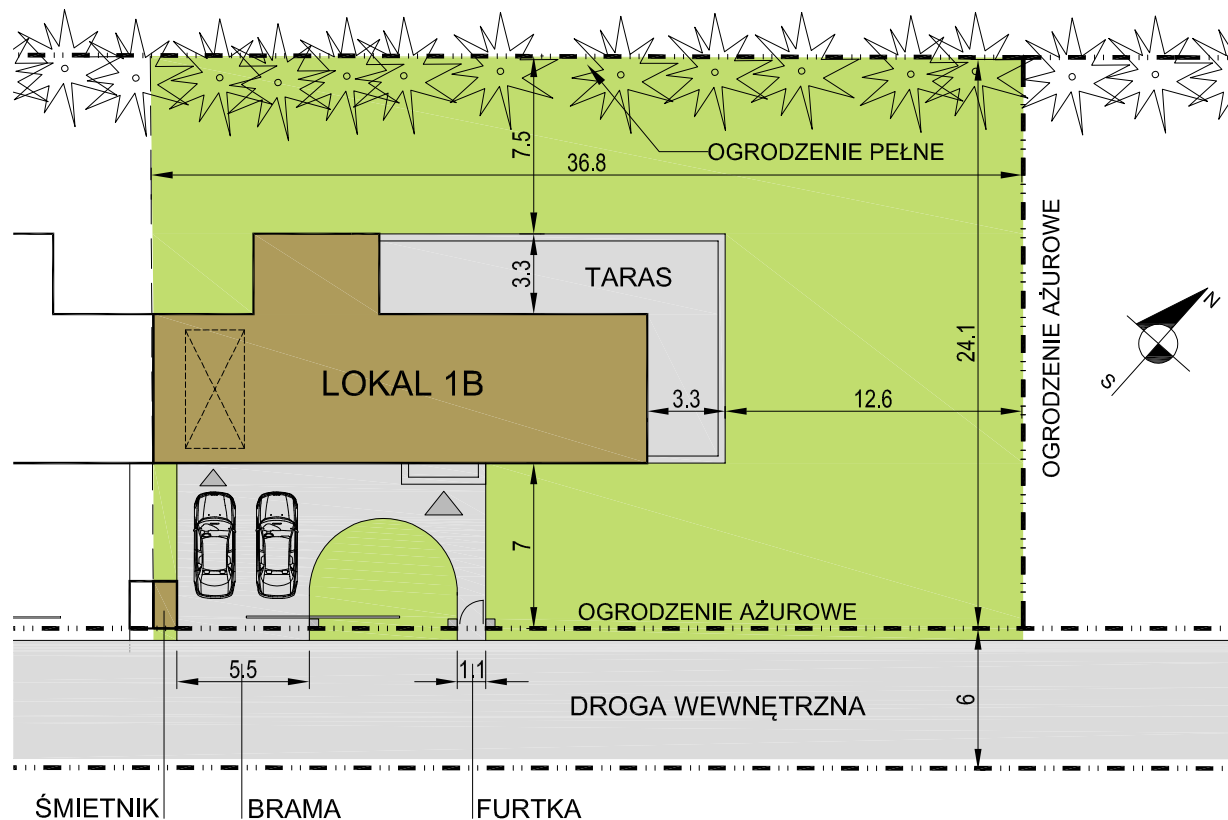 7.5
OGRODZENIE PEŁNE
36.8
3.3
TARAS
24.1
OGRODZENIE AŻUROWE
N
S
LOKAL 1B
3.3
12.6
7
OGRODZENIE AŻUROWE
5.5
1.1
6
DROGA WEWNĘTRZNA
ŚMIETNIK
BRAMA
FURTKA